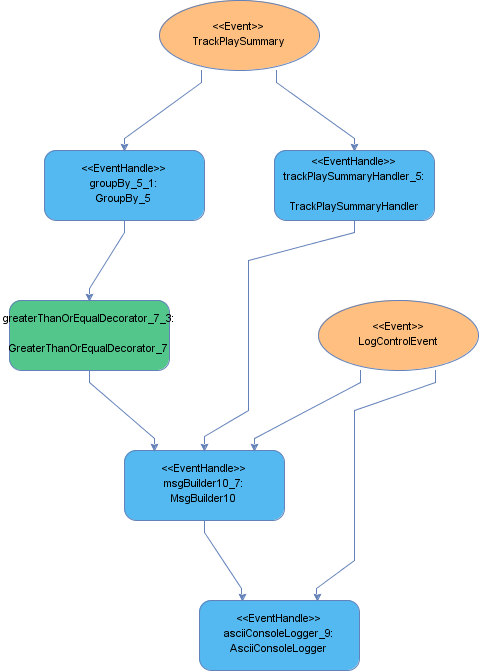 <<Event>>
TrackPlaySummary
<<EventHandle>>
groupBy_5_1:
GroupBy_5
<<EventHandle>>
trackPlaySummaryHandler_5:
TrackPlaySummaryHandler
greaterThanOrEqualDecorator_7_3:
GreaterThanOrEqualDecorator_7
<<Event>>
LogControlEvent
<<EventHandle>>
msgBuilder10_7:
MsgBuilder10
<<EventHandle>>
asciiConsoleLogger_9:
AsciiConsoleLogger